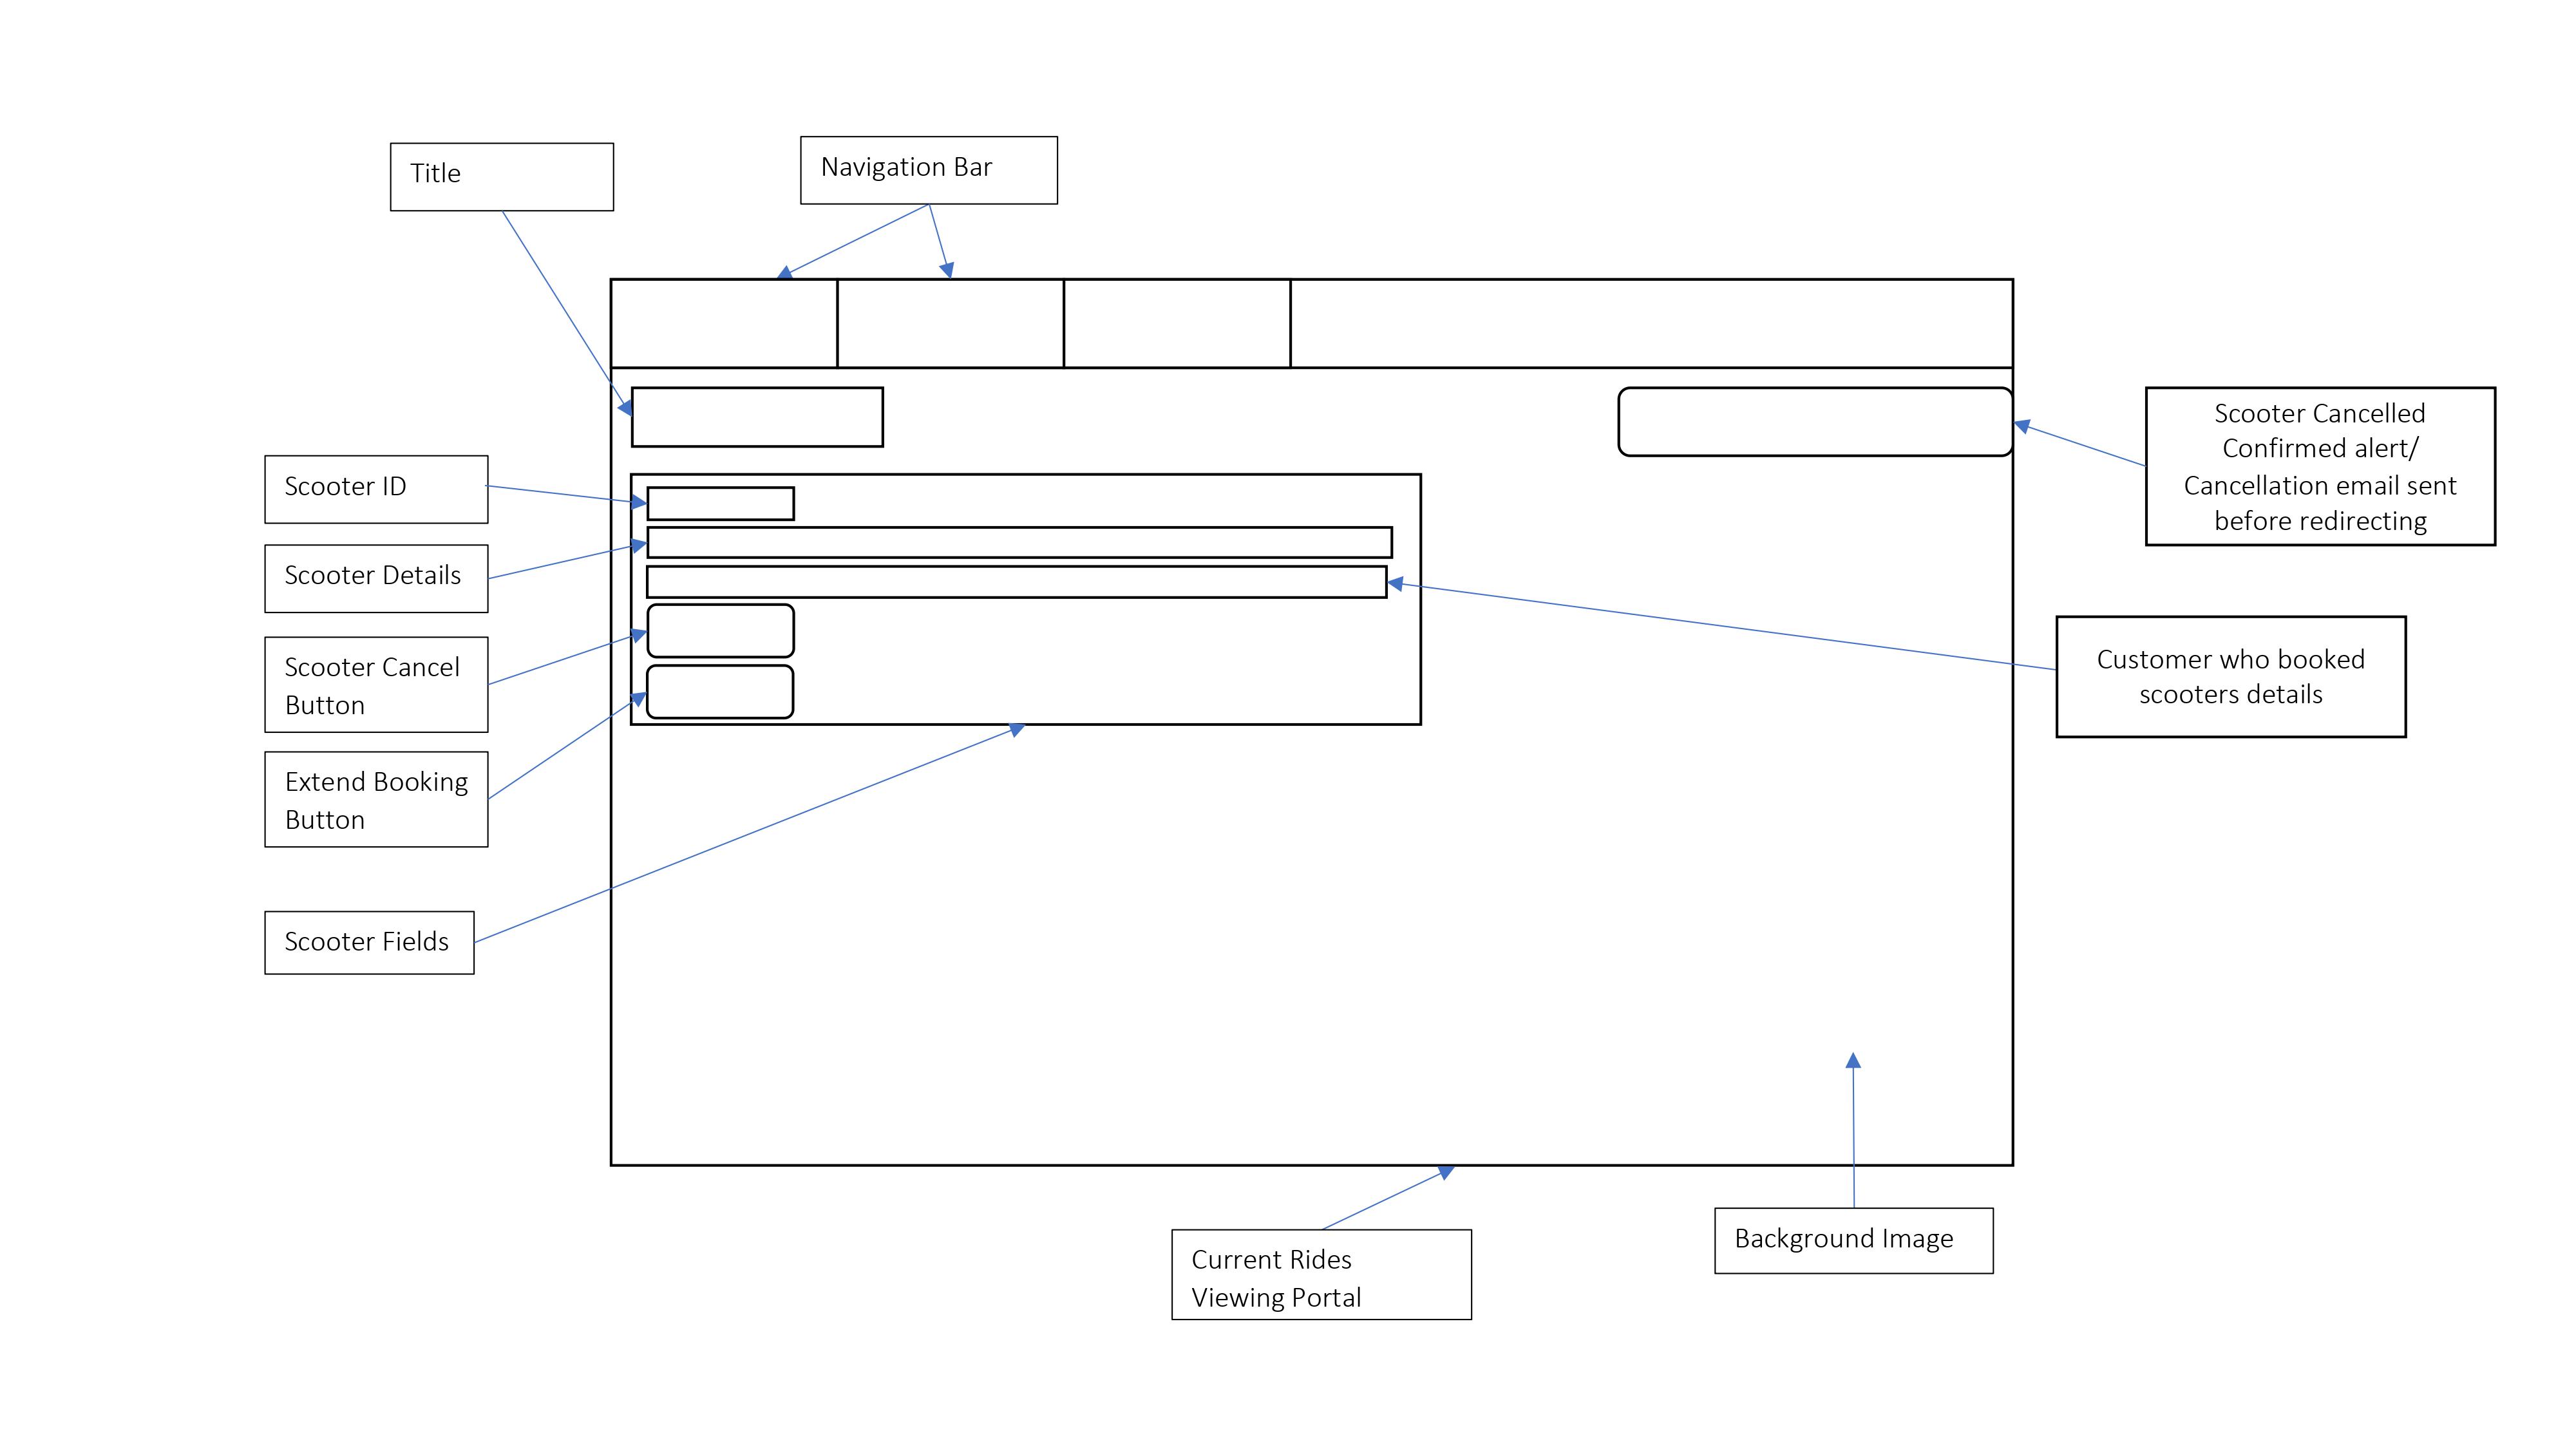 Title
Navigation Bar
Scooter ID
Scooter Details
Scooter Cancel
Button
Extend Booking
Button
Scooter Fields
Scooter Cancelled
Confirmed alert/
Cancellation email sent
before redirecting
Customer who booked
scooters details
Current Rides
Viewing Portal
Background Image